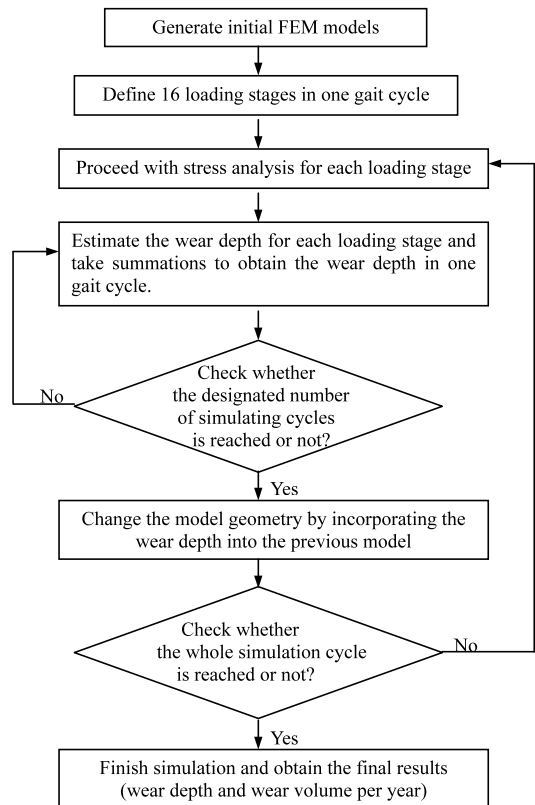 Generate initial FEM models
Define 16 loading stages in one gait cycle
Proceed with stress analysis for each loading stage
Estimate the wear depth for each loading stage and
take summations to obtain the wear depth in one
gait cycle.
Check whether
the designated number
of simulating cycles
is reached or not?
No
Yes
Change the model geometry by incorporating the
wear depth into the previous model
Check whether
the whole simulation cycle
is reached or not?
No
Yes
Finish simulation and obtain the final results
(wear depth and wear volume per year)